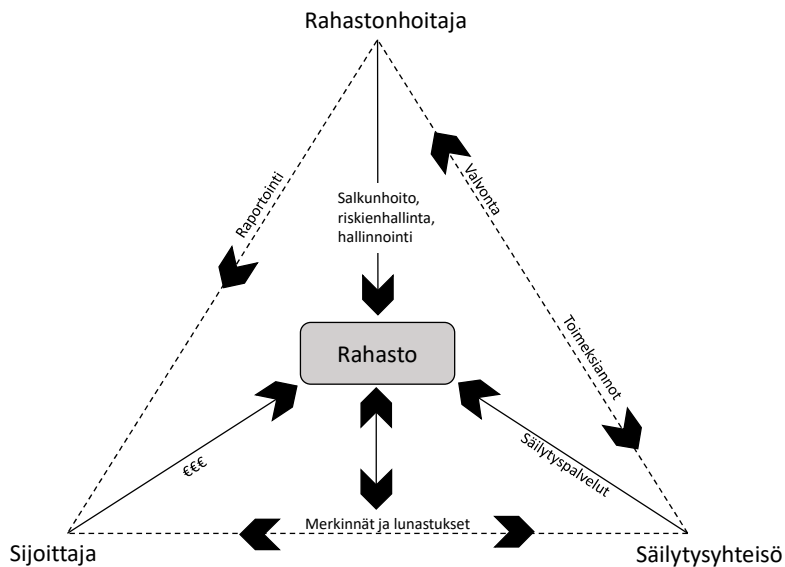 Rahastonhoitaja
Raportointi
Salkunhoito,
riskienhallinta,
hallinnointi
Valvonta
Toimeksiannot
Rahasto
€€€
Säilytyspalvelut
Merkinnät ja lunastukset
Sijoittaja
Säilytysyhteisö